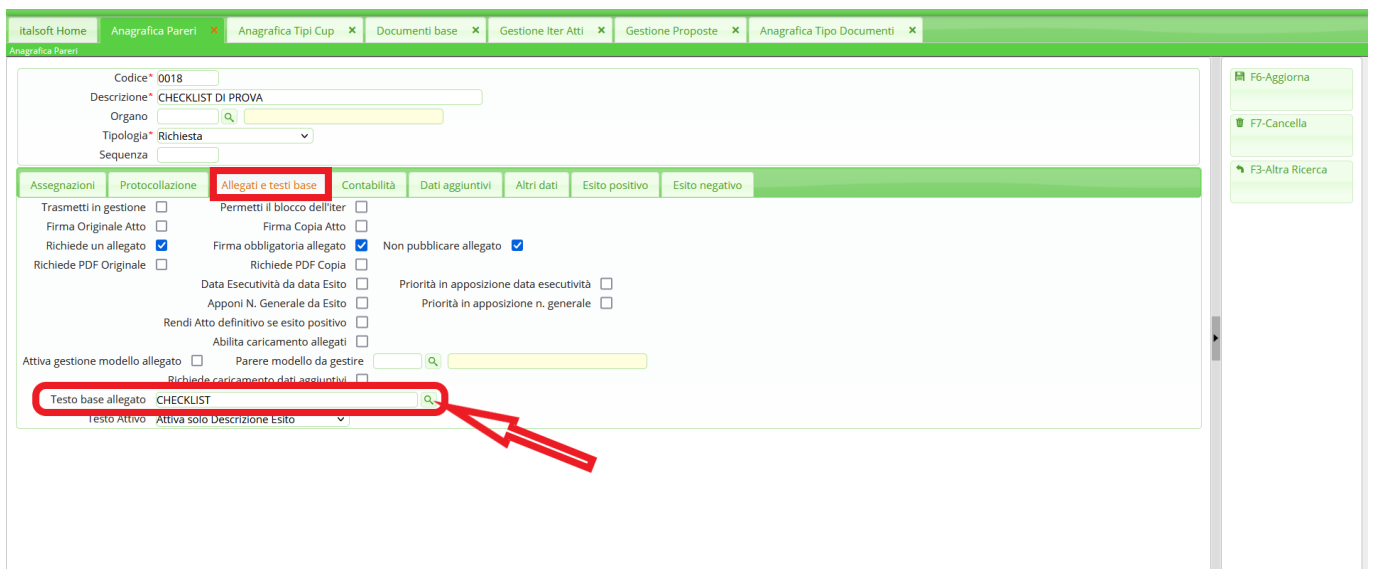 italsoft Home Anagrafica Pareri × Anagrafica Tipi Cup × Documenti base × Gestione Iter Atti × Gestione Proposte × Anagrafica Tipo Documenti ×
Anagrafica Pareri
Codice* 0018
Descrizione* CHECKLIST DI PROVA
Organo
Tipologia* Richiesta
Sequenza
F6-Aggiorna
F7-Cancella
F3-Altra Ricerca
Assegnazioni Protocollazione Allegati e testi base Contabilità Dati aggiuntivi Altri dati Esito positivo Esito negativo
Trasmetti in gestione Permetti il blocco dell'iter
Firma Originale Atto Firma Copia Atto
Richiede un allegato Firma obbligatoria allegato Non pubblicare allegato
Richiede PDF Originale Richiede PDF Copia
Data Esecutività da data Esito Priorità in apposizione data esecutività
Apponi N. Generale da Esito Priorità in apposizione n. generale
Rendi Atto definitivo se esito positivo
Abilita caricamento allegati
Attiva gestione modello allegato Parere modello da gestire
Richiede caricamento dati aggiuntivi
Testo base allegato CHECKLIST
Testo Attivo Attiva solo Descrizione Esito